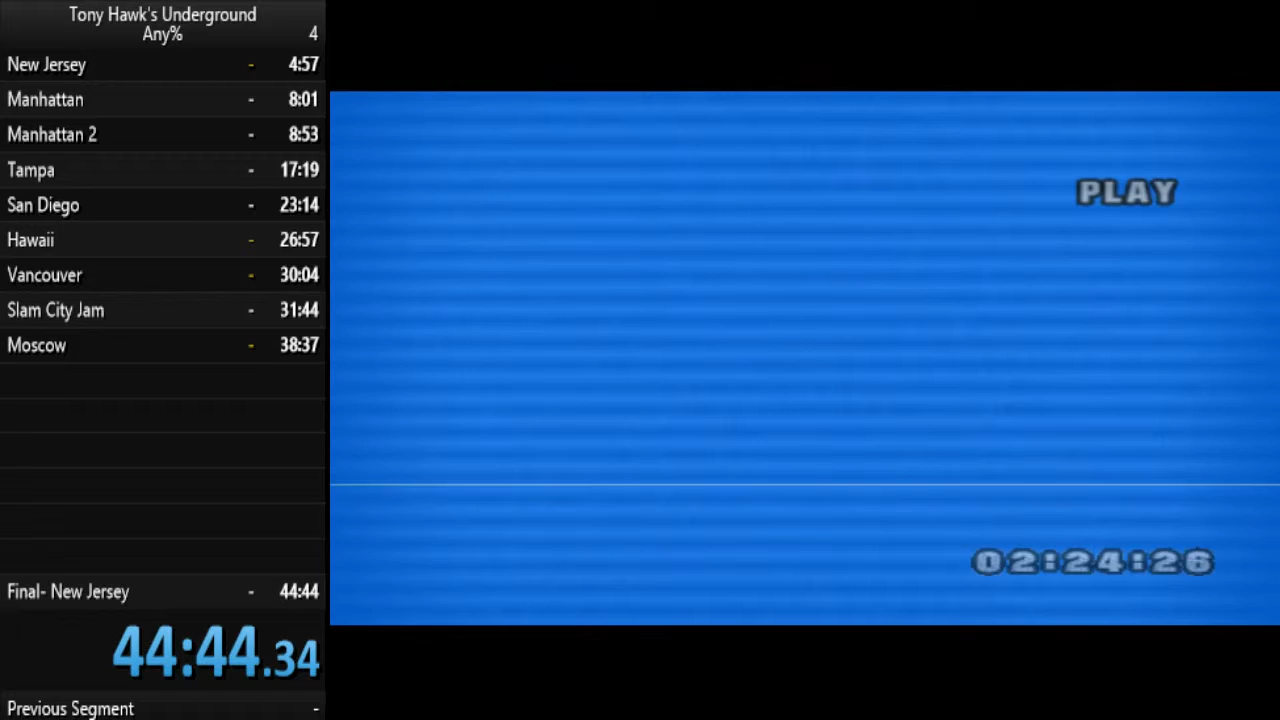 Tony Hawk's Underground
Any% 4
New Jersey - 4:57
Manhattan - 8:01
Manhattan 2 - 8:53
Tampa - 17:19
San Diego - 23:14
Hawaii - 26:57
Vancouver - 30:04
Slam City Jam - 31:44
Moscow - 38:37
Final- New Jersey - 44:44
44:44.34
Previous Segment -
PLAY
02:24:26